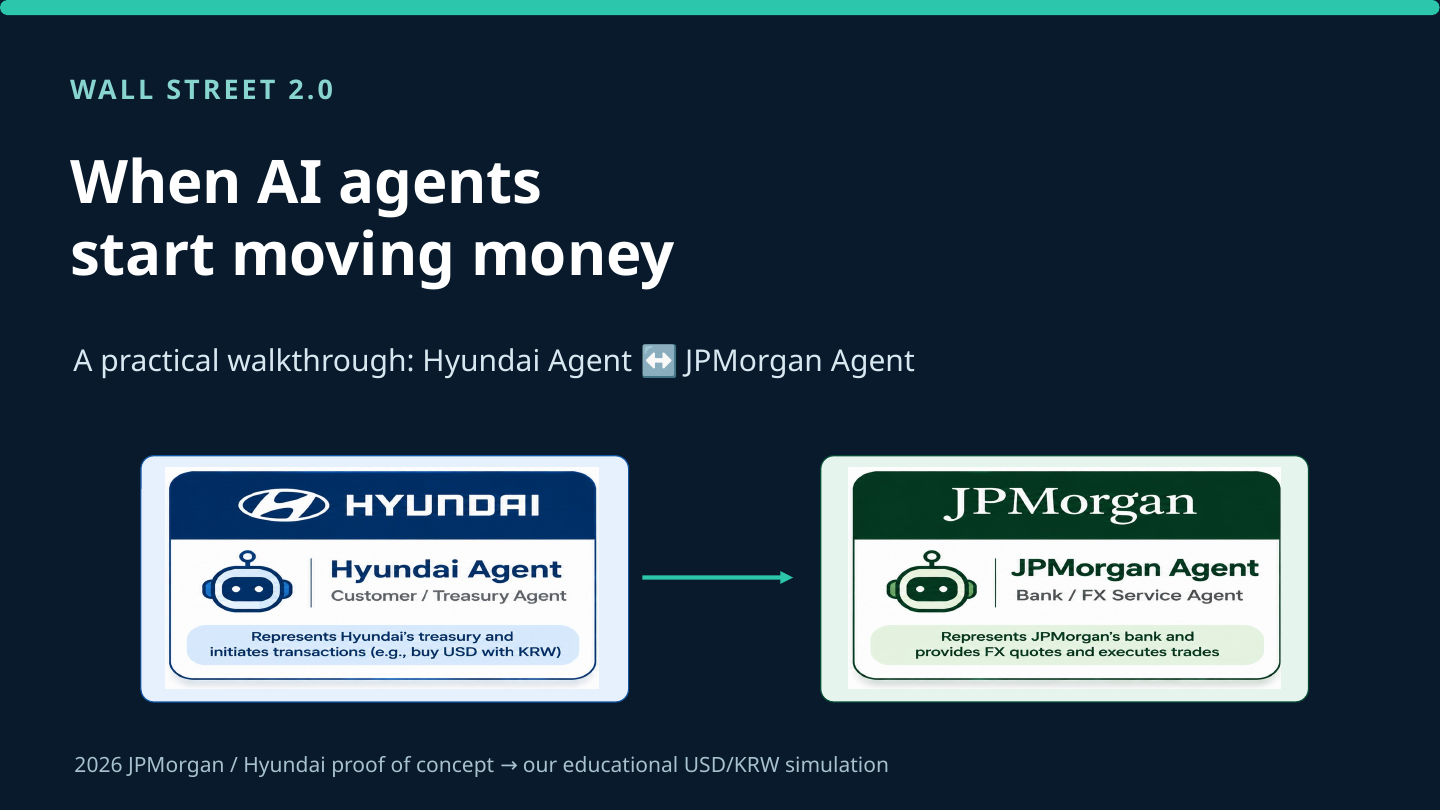 WALL STREET 2.0
When AI agents
start moving money
A practical walkthrough: Hyundai Agent ↔️ JPMorgan Agent
HYUNDAI
Hyundai Agent
Customer / Treasury Agent
Represents Hyundai’s treasury and
initiates transactions (e.g., buy USD with KRW)
JPMorgan
JPMorgan Agent
Bank / FX Service Agent
Represents JPMorgan’s bank and
provides FX quotes and executes trades
2026 JPMorgan / Hyundai proof of concept → our educational USD/KRW simulation